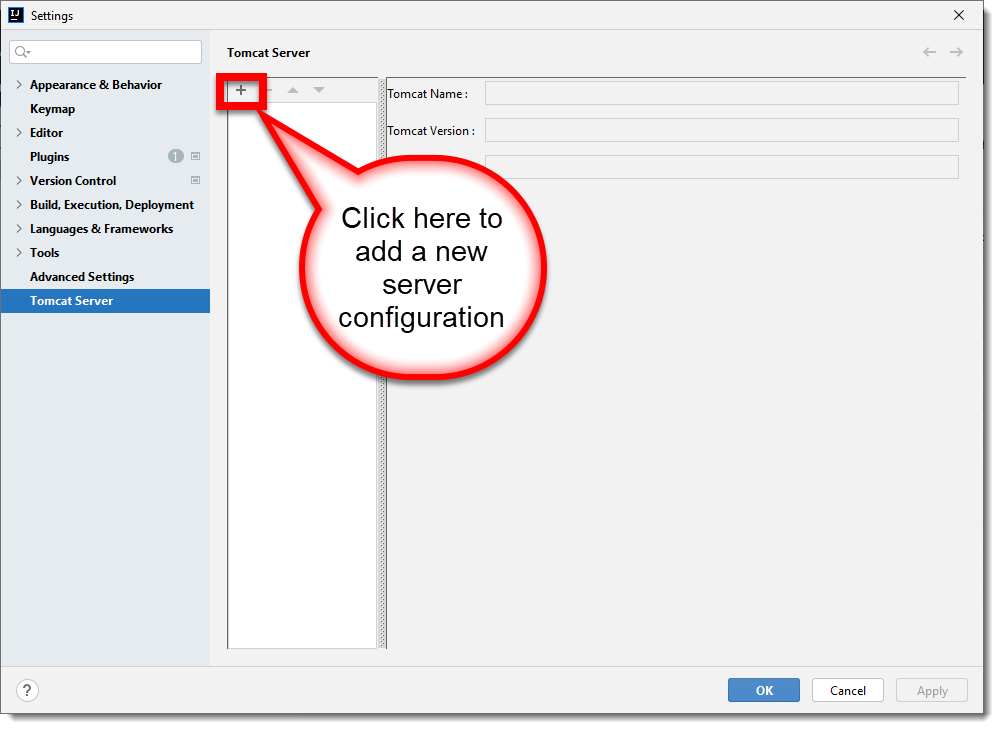 Settings
Tomcat Server
Appearance & Behavior
Keymap
Editor
Plugins 1
Version Control
Build, Execution, Deployment
Languages & Frameworks
Tools
Advanced Settings
Tomcat Server
Tomcat Name :
Tomcat Version :
Click here to
add a new
server
configuration
?
OK
Cancel
Apply